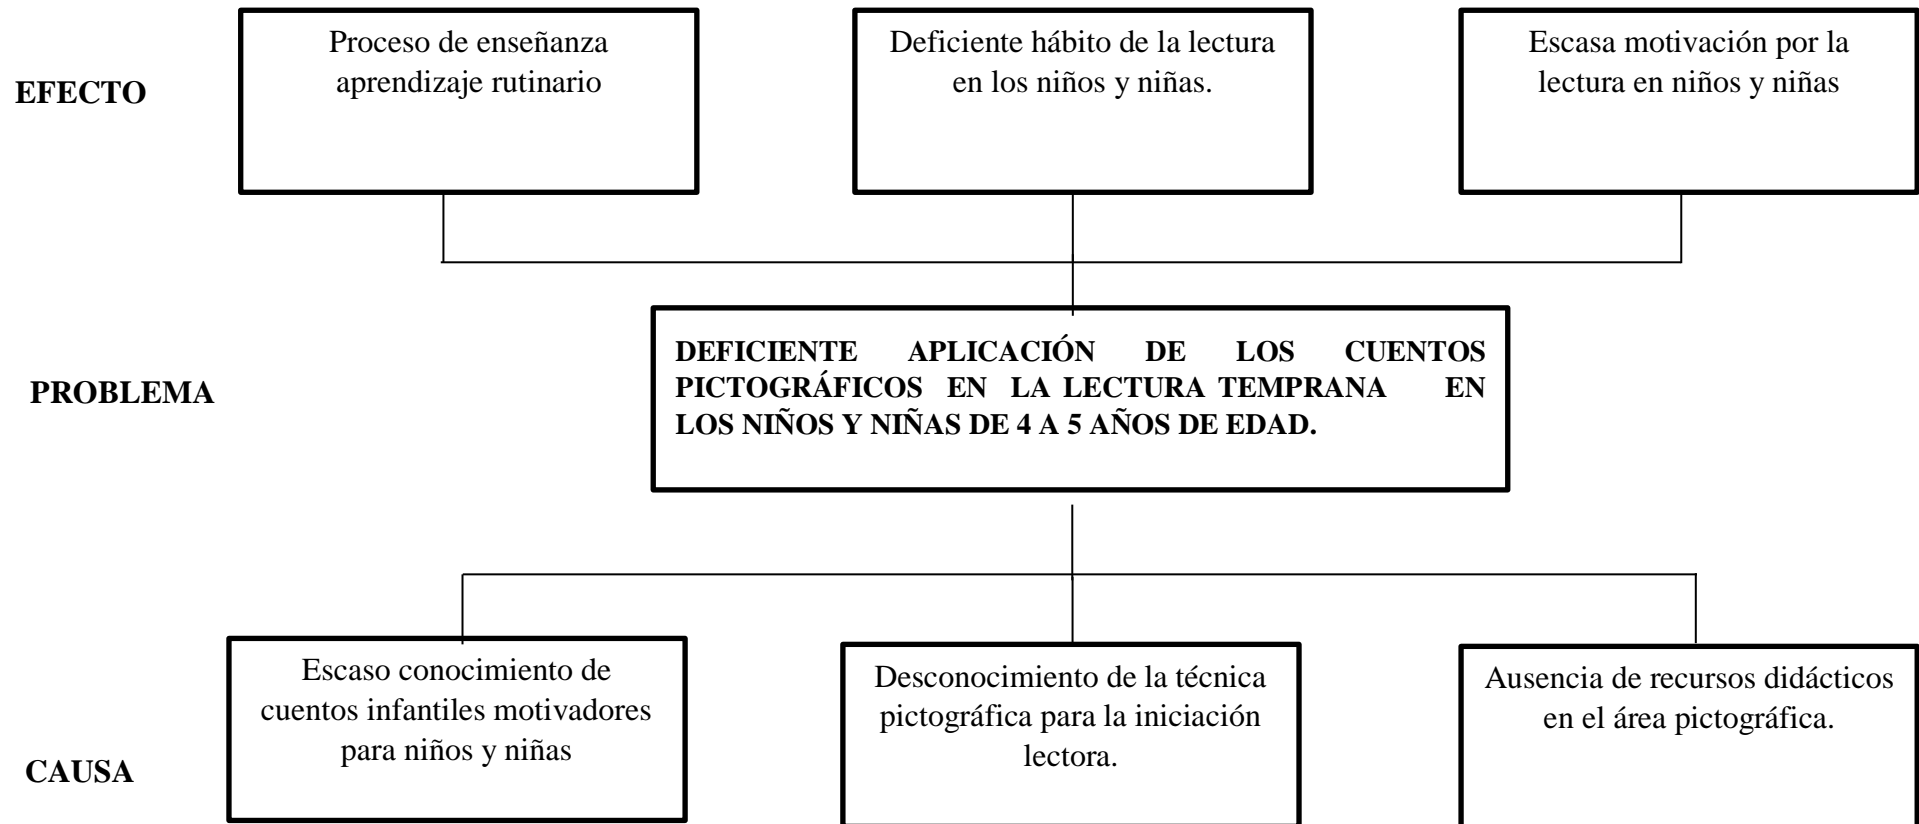 Proceso de enseñanza
aprendizaje rutinario
Deficiente hábito de la lectura
en los niños y niñas.
Escasa motivación por la
lectura en niños y niñas
EFECTO
DEFICIENTE APLICACIÓN DE LOS CUENTOS
PICTOGRÁFICOS EN LA LECTURA TEMPRANA EN
LOS NIÑOS Y NIÑAS DE 4 A 5 AÑOS DE EDAD.
PROBLEMA
Escaso conocimiento de
cuentos infantiles motivadores
para niños y niñas
Desconocimiento de la técnica
pictográfica para la iniciación
lectora.
Ausencia de recursos didácticos
en el área pictográfica.
CAUSA